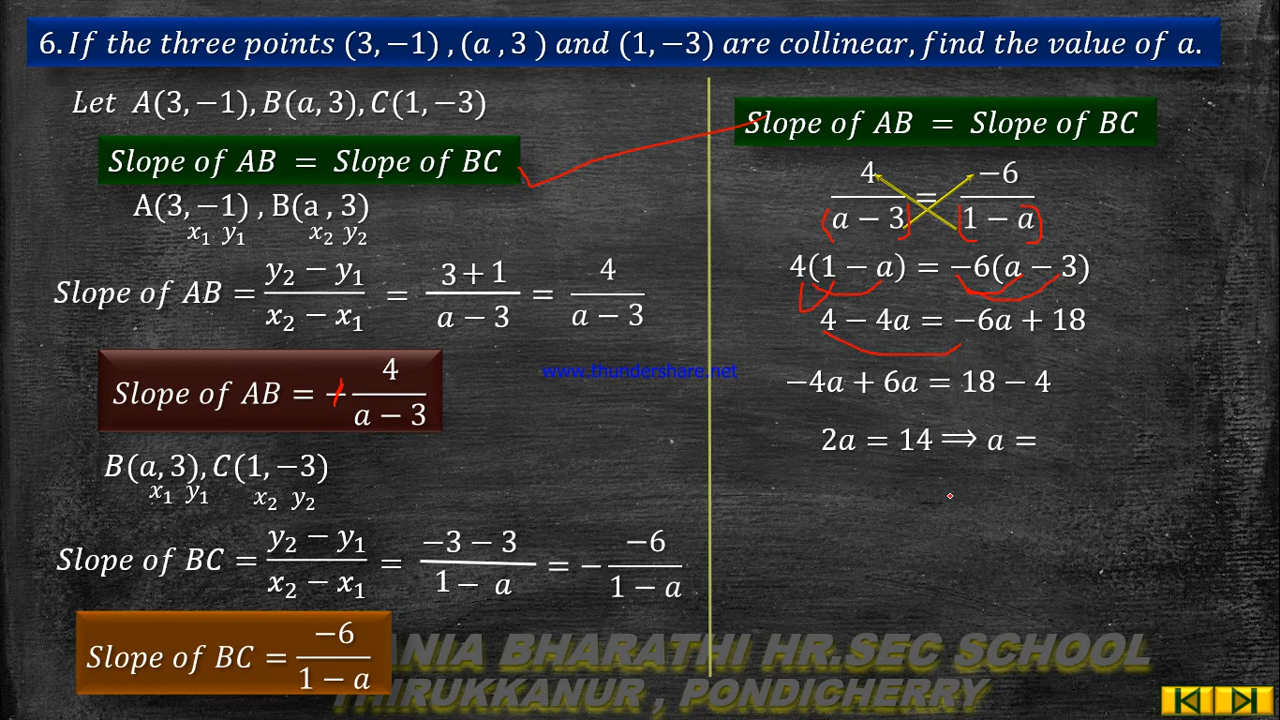 6. If the three points (3, −1) , (a , 3 ) and (1, −3) are collinear, find the value of a.
Let A(3, −1), B(a, 3), C(1, −3)
Slope of AB = Slope of BC
A(3, −1) , B(a , 3)
x₁ y₁ x₂ y₂
Slope of AB = (y₂ − y₁)/(x₂ − x₁) = (3 + 1)/(a − 3) = 4/(a − 3)
Slope of AB = − 4/(a − 3)
B(a, 3), C(1, −3)
x₁ y₁ x₂ y₂
Slope of BC = (y₂ − y₁)/(x₂ − x₁) = (−3 − 3)/(1 − a) = − −6/(1 − a)
Slope of BC = −6/(1 − a)
Slope of AB = Slope of BC
4/(a − 3) = −6/(1 − a)
4(1 − a) = −6(a − 3)
4 − 4a = −6a + 18
−4a + 6a = 18 − 4
2a = 14 ⟹ a =
www.thundershare.net
ANIA BHARATHI HR.SEC SCHOOL
THIRUKKANUR , PONDICHERRY